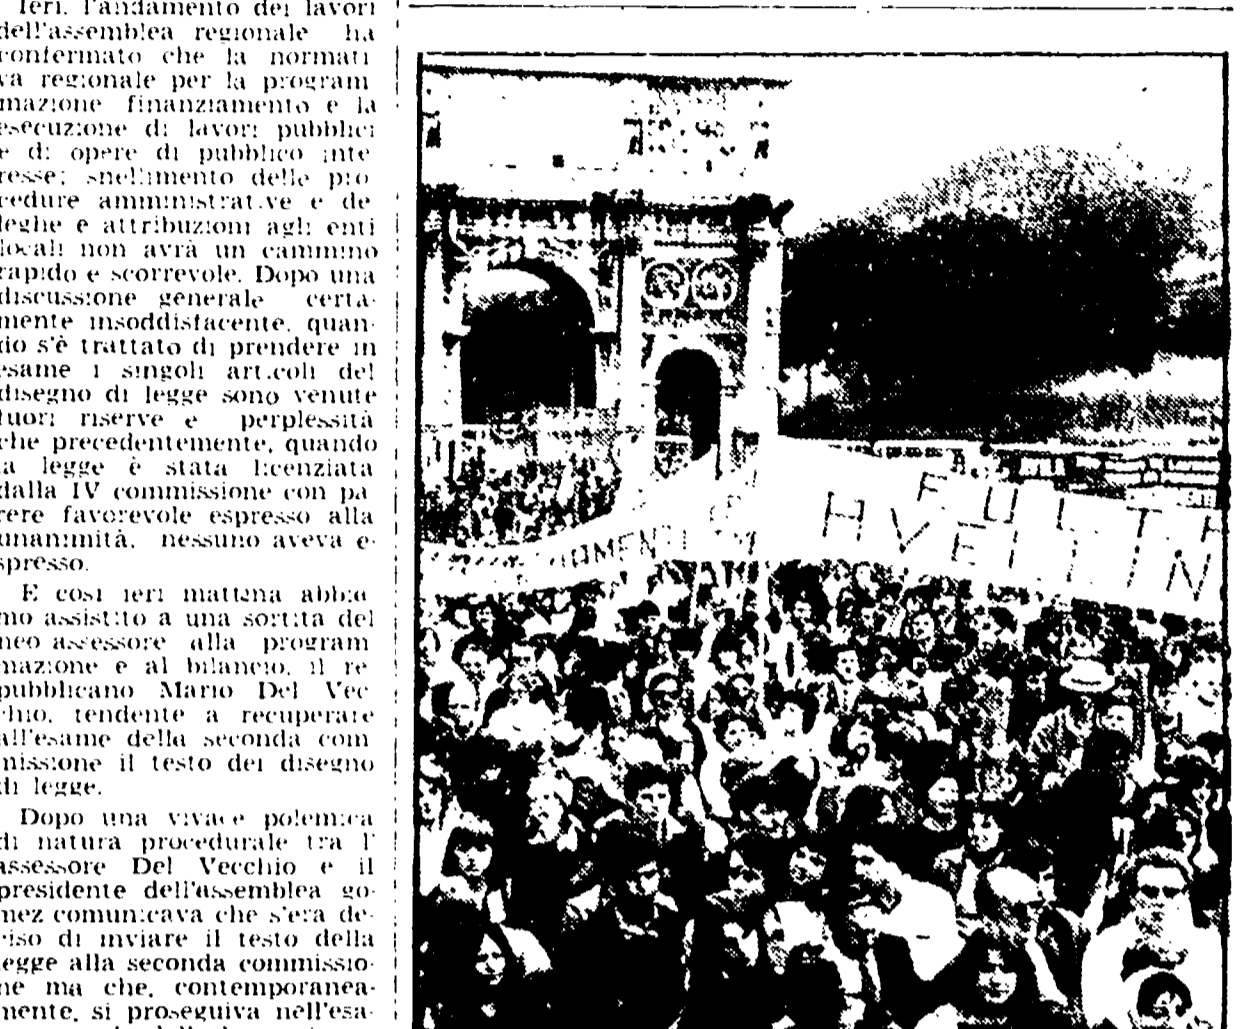 Ieri, l'andamento dei lavori
dell'assemblea regionale ha
confermato che la normati
va regionale per la program
mazione finanziamento e la
esecuzione di lavori pubblici
e di opere di pubblico inte
resse; snellimento delle pro
cedure amministrative e de
leghe e attribuzioni agli enti
locali non avrà un cammino
rapido e scorrevole. Dopo una
discussione generale certa-
mente insoddisfacente, quan-
do s'è trattato di prendere in
esame i singoli articoli del
disegno di legge sono venute
fuori riserve e perplessità
che precedentemente, quando
la legge è stata licenziata
dalla IV commissione con pa
rere favorevole espresso alla
unanimità, nessuno aveva e-
spresso.
E così ieri mattina abbia
mo assistito a una sortita del
neo assessore alla program
mazione e al bilancio, il re
pubblicano Mario Del Vec
chio, tendente a recuperare
all'esame della seconda com
missione il testo del disegno
di legge.
Dopo una vivace polemica
di natura procedurale tra l'
assessore Del Vecchio e il
presidente dell'assemblea go-
mez comunicava che s'era de-
ciso di inviare il testo della
legge alla seconda commissio-
ne ma che, contemporanea-
mente, si proseguiva nell'esa-